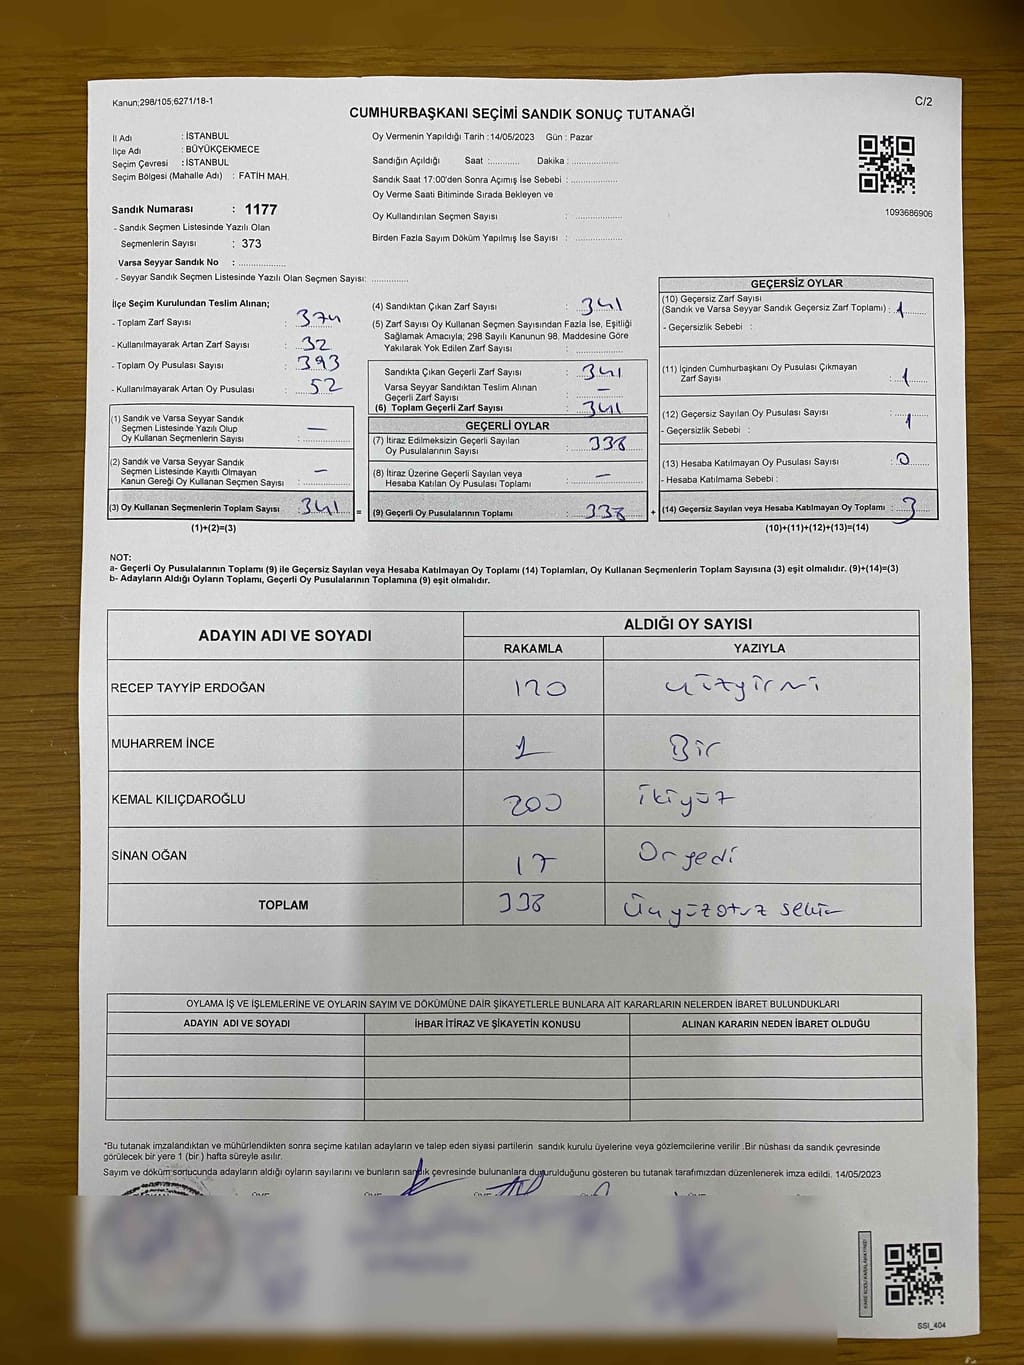 Kanun;298/105;6271/18-1
C/2
CUMHURBAŞKANI SEÇİMİ SANDIK SONUÇ TUTANAĞI
İl Adı : İSTANBUL
İlçe Adı : BÜYÜKÇEKMECE
Seçim Çevresi : İSTANBUL
Seçim Bölgesi (Mahalle Adı) : FATİH MAH.
Sandık Numarası : 1177
- Sandık Seçmen Listesinde Yazılı Olan
Seçmenlerin Sayısı : 373
Varsa Seyyar Sandık No : ................
- Seyyar Sandık Seçmen Listesinde Yazılı Olan Seçmen Sayısı: ............
Oy Vermenin Yapıldığı Tarih : 14/05/2023 Gün : Pazar
Sandığın Açıldığı Saat :.......... Dakika : ................
Sandık Saat 17:00'den Sonra Açımış İse Sebebi : ................
Oy Verme Saati Bitiminde Sırada Bekleyen ve
Oy Kullandırılan Seçmen Sayısı : ................
Birden Fazla Sayım Döküm Yapılmış İse Sayısı : ................
1093686906
İlçe Seçim Kurulundan Teslim Alınan;
- Toplam Zarf Sayısı : 374
- Kullanılmayarak Artan Zarf Sayısı : 32
- Toplam Oy Pusulası Sayısı : 393
- Kullanılmayarak Artan Oy Pusulası : 52
(1) Sandık ve Varsa Seyyar Sandık
Seçmen Listesinde Yazılı Olup
Oy Kullanan Seçmenlerin Sayısı : —
(2) Sandık ve Varsa Seyyar Sandık
Seçmen Listesinde Kayıtlı Olmayan
Kanun Gereği Oy Kullanan Seçmen Sayısı : —
(3) Oy Kullanan Seçmenlerin Toplam Sayısı : 341 =
(1)+(2)=(3)
(4) Sandıktan Çıkan Zarf Sayısı : 341
(5) Zarf Sayısı Oy Kullanan Seçmen Sayısından Fazla İse, Eşitliği
Sağlamak Amacıyla; 298 Sayılı Kanunun 98. Maddesine Göre
Yakılarak Yok Edilen Zarf Sayısı : ................
Sandıkta Çıkan Geçerli Zarf Sayısı : 341
Varsa Seyyar Sandıktan Teslim Alınan
Geçerli Zarf Sayısı : —
(6) Toplam Geçerli Zarf Sayısı : 341
GEÇERLİ OYLAR
(7) İtiraz Edilmeksizin Geçerli Sayılan
Oy Pusulalarının Sayısı : 338
(8) İtiraz Üzerine Geçerli Sayılan veya
Hesaba Katılan Oy Pusulası Toplamı : —
(9) Geçerli Oy Pusulalarının Toplamı : 338 +
GEÇERSİZ OYLAR
(10) Geçersiz Zarf Sayısı
(Sandık ve Varsa Seyyar Sandık Geçersiz Zarf Toplamı) : 1
- Geçersizlik Sebebi :
(11) İçinden Cumhurbaşkanı Oy Pusulası Çıkmayan
Zarf Sayısı : 1
(12) Geçersiz Sayılan Oy Pusulası Sayısı : 1
- Geçersizlik Sebebi :
(13) Hesaba Katılmayan Oy Pusulası Sayısı : 0
- Hesaba Katılmama Sebebi :
(14) Geçersiz Sayılan veya Hesaba Katılmayan Oy Toplamı : 3
(10)+(11)+(12)+(13)=(14)
NOT:
a- Geçerli Oy Pusulalarının Toplamı (9) ile Geçersiz Sayılan veya Hesaba Katılmayan Oy Toplamı (14) Toplamları, Oy Kullanan Seçmenlerin Toplam Sayısına (3) eşit olmalıdır. (9)+(14)=(3)
b- Adayların Aldığı Oyların Toplamı, Geçerli Oy Pusulalarının Toplamına (9) eşit olmalıdır.
ADAYIN ADI VE SOYADI
ALDIĞI OY SAYISI
RAKAMLA YAZIYLA
RECEP TAYYİP ERDOĞAN 120 yüzyirmi
MUHARREM İNCE 1 Bir
KEMAL KILIÇDAROĞLU 200 ikiyüz
SİNAN OĞAN 17 Onyedi
TOPLAM 338 Üçyüzotuz sekiz
OYLAMA İŞ VE İŞLEMLERİNE VE OYLARIN SAYIM VE DÖKÜMÜNE DAİR ŞİKAYETLERLE BUNLARA AİT KARARLARIN NELERDEN İBARET BULUNDUKLARI
ADAYIN ADI VE SOYADI İHBAR İTİRAZ VE ŞİKAYETİN KONUSU ALINAN KARARIN NEDEN İBARET OLDUĞU
*Bu tutanak imzalandıktan ve mühürlendikten sonra seçime katılan adayların ve talep eden siyasi partilerin sandık kurulu üyelerine veya gözlemcilerine verilir .Bir nüshası da sandık çevresinde
görülecek bir yere 1 (bir ) hafta süreyle asılır.
Sayım ve döküm sonucunda adayların aldığı oyların sayılarını ve bunların sandık çevresinde bulunanlara duyurulduğunu gösteren bu tutanak tarafımızdan düzenlenerek imza edildi. 14/05/2023
SSI_404